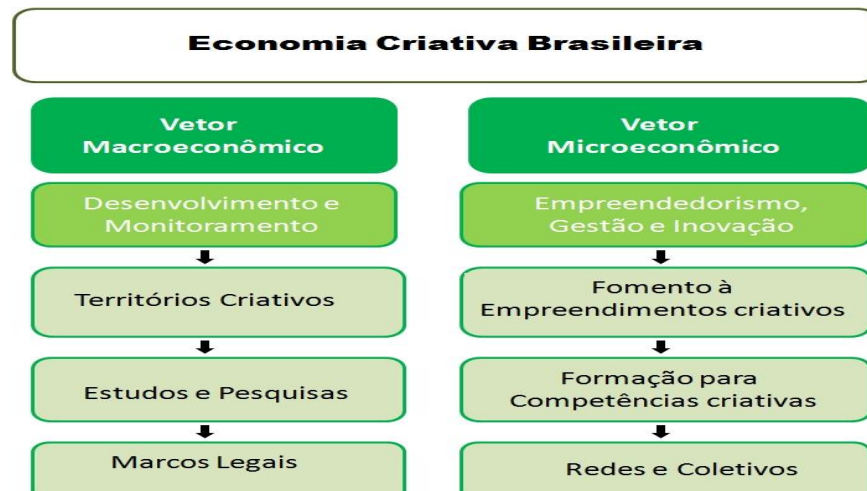 Economia Criativa Brasileira
Vetor
Macroeconômico
Desenvolvimento e
Monitoramento
Territórios Criativos
Estudos e Pesquisas
Marcos Legais
Vetor
Microeconômico
Empreendedorismo,
Gestão e Inovação
Fomento à
Empreendimentos criativos
Formação para
Competências criativas
Redes e Coletivos